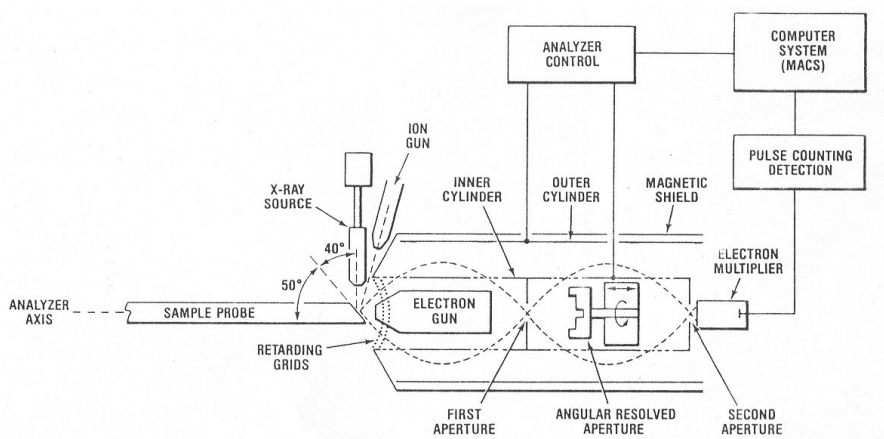 ANALYZER
CONTROL
COMPUTER
SYSTEM
(MACS)
PULSE COUNTING
DETECTION
ION
GUN
X-RAY
SOURCE
INNER
CYLINDER
OUTER
CYLINDER
MAGNETIC
SHIELD
40°
50°
ELECTRON
MULTIPLIER
ANALYZER
AXIS
SAMPLE PROBE
ELECTRON
GUN
RETARDING
GRIDS
FIRST
APERTURE
ANGULAR RESOLVED
APERTURE
SECOND
APERTURE